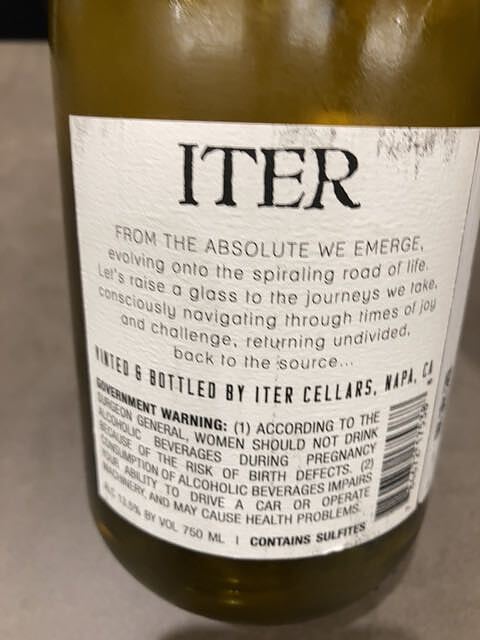 ITER
FROM THE ABSOLUTE WE EMERGE,
evolving onto the spiraling road of life.
Let's raise a glass to the journeys we take,
consciously navigating through times of joy
and challenge, returning undivided,
back to the source...
VINTED & BOTTLED BY ITER CELLARS, NAPA, CA
GOVERNMENT WARNING: (1) ACCORDING TO THE
SURGEON GENERAL, WOMEN SHOULD NOT DRINK
ALCOHOLIC BEVERAGES DURING PREGNANCY
BECAUSE OF THE RISK OF BIRTH DEFECTS. (2)
CONSUMPTION OF ALCOHOLIC BEVERAGES IMPAIRS
YOUR ABILITY TO DRIVE A CAR OR OPERATE
MACHINERY, AND MAY CAUSE HEALTH PROBLEMS.
ALC 13.5% BY VOL 750 ML | CONTAINS SULFITES